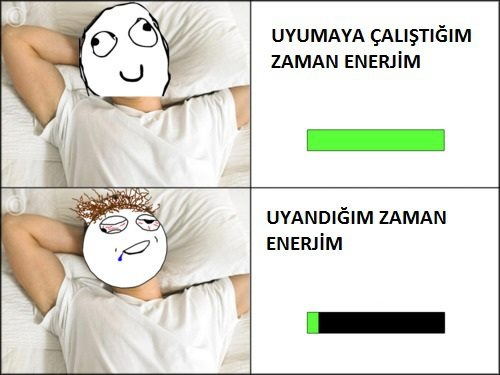 UYUMAYA ÇALIŞTIĞIM
ZAMAN ENERJİM
UYANDIĞIM ZAMAN
ENERJİM